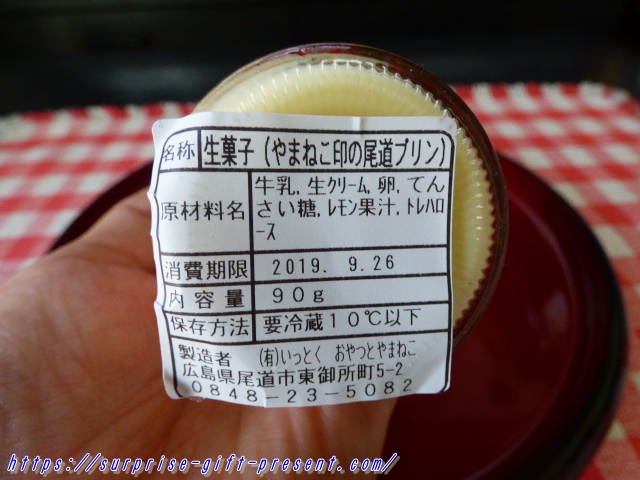 名称 生菓子(やまねこ印の尾道プリン)
原材料名 牛乳,生クリーム,卵,てん
さい糖,レモン果汁,トレハロ
ース
消費期限 2019. 9.26
内容量 90g
保存方法 要冷蔵10℃以下
製造者 (有)いっとく おやつとやまねこ
広島県尾道市東御所町5-2
0848-23-5082
https://surprise-gift-present.com/